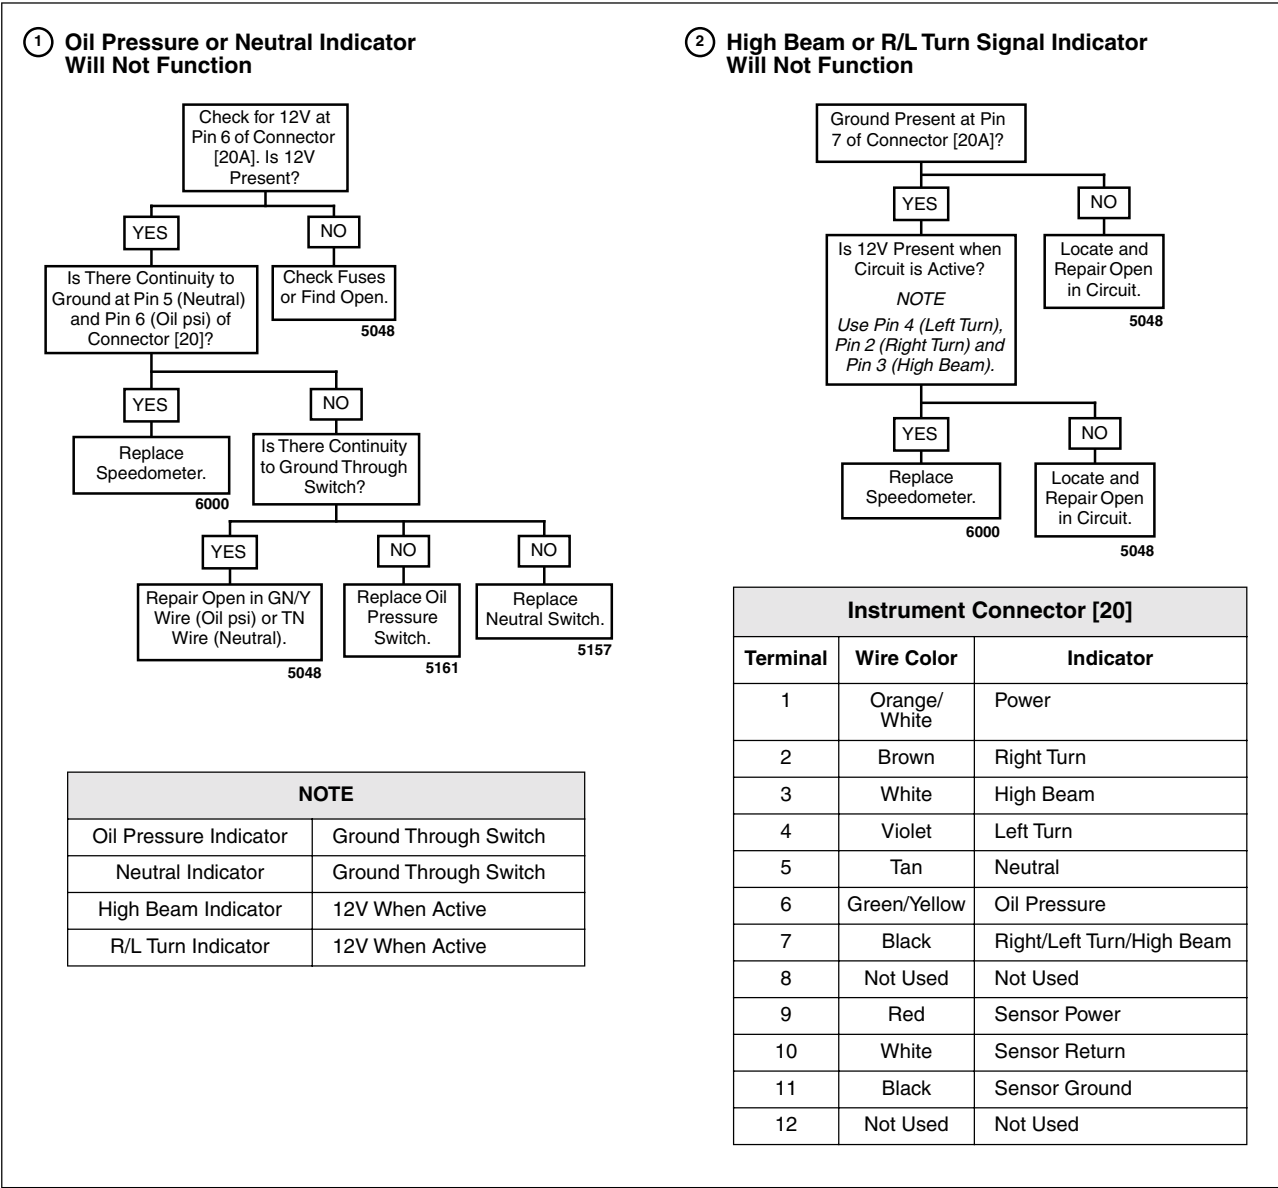 1 Oil Pressure or Neutral Indicator
Will Not Function
Check for 12V at
Pin 6 of Connector
[20A]. Is 12V
Present?
YES
NO
Is There Continuity to
Ground at Pin 5 (Neutral)
and Pin 6 (Oil psi) of
Connector [20]?
Check Fuses
or Find Open.
5048
YES
NO
Replace
Speedometer.
6000
Is There Continuity
to Ground Through
Switch?
YES
NO
NO
Repair Open in GN/Y
Wire (Oil psi) or TN
Wire (Neutral).
5048
Replace Oil
Pressure
Switch.
5161
Replace
Neutral Switch.
5157
NOTE
Oil Pressure Indicator Ground Through Switch
Neutral Indicator Ground Through Switch
High Beam Indicator 12V When Active
R/L Turn Indicator 12V When Active
2 High Beam or R/L Turn Signal Indicator
Will Not Function
Ground Present at Pin
7 of Connector [20A]?
YES
NO
Is 12V Present when
Circuit is Active?
NOTE
Use Pin 4 (Left Turn),
Pin 2 (Right Turn) and
Pin 3 (High Beam).
Locate and
Repair Open
in Circuit.
5048
YES
NO
Replace
Speedometer.
6000
Locate and
Repair Open
in Circuit.
5048
Instrument Connector [20]
Terminal Wire Color Indicator
1 Orange/ Power
White
2 Brown Right Turn
3 White High Beam
4 Violet Left Turn
5 Tan Neutral
6 Green/Yellow Oil Pressure
7 Black Right/Left Turn/High Beam
8 Not Used Not Used
9 Red Sensor Power
10 White Sensor Return
11 Black Sensor Ground
12 Not Used Not Used